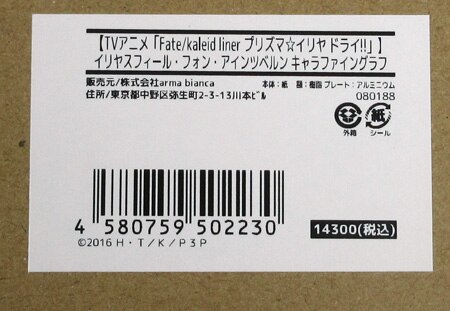 【TVアニメ「Fate/kaleid liner プリズマ☆イリヤ ドライ!!」】
イリヤスフィール・フォン・アインツベルン キャラファイングラフ
販売元/株式会社arma bianca
本体：紙 額：樹脂 プレート：アルミニウム
住所/東京都中野区弥生町2-3-13川本ビル
080188
紙
外箱
シール
4 580759 502230
14300(税込)
©2016 H・T/K/P3P